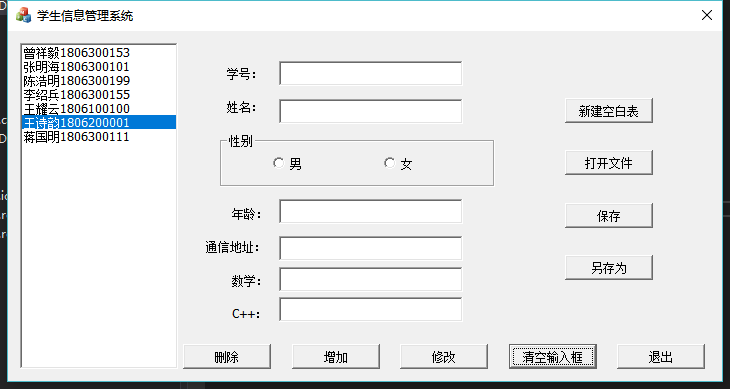 学生信息管理系统
曾祥毅1806300153
张明海1806300101
陈浩明1806300199
李绍兵1806300155
王耀云1806100100
王诗韵1806200001
蒋国明1806300111
学号：
姓名：
性别
男
女
年龄：
通信地址：
数学：
C++：
新建空白表
打开文件
保存
另存为
删除
增加
修改
清空输入框
退出